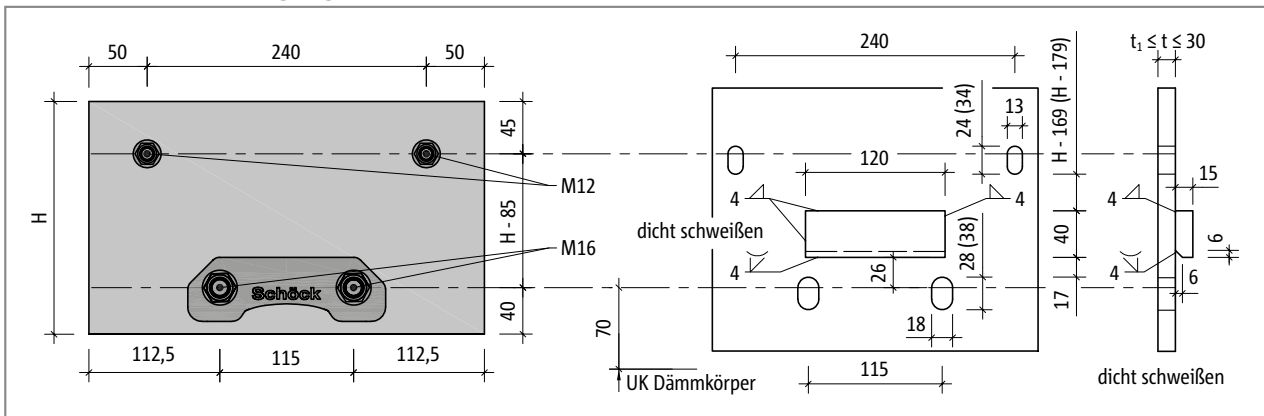 50
240
50
45
H
H - 85
40
M12
M16
Schöck
112,5
115
112,5
240
t₁ ≤ t ≤ 30
13
24 (34)
H - 169 (H - 179)
120
15
4
4
4
dicht schweißen
40
6
4
26
28 (38)
4
6
17
70
18
UK Dämmkörper
115
dicht schweißen